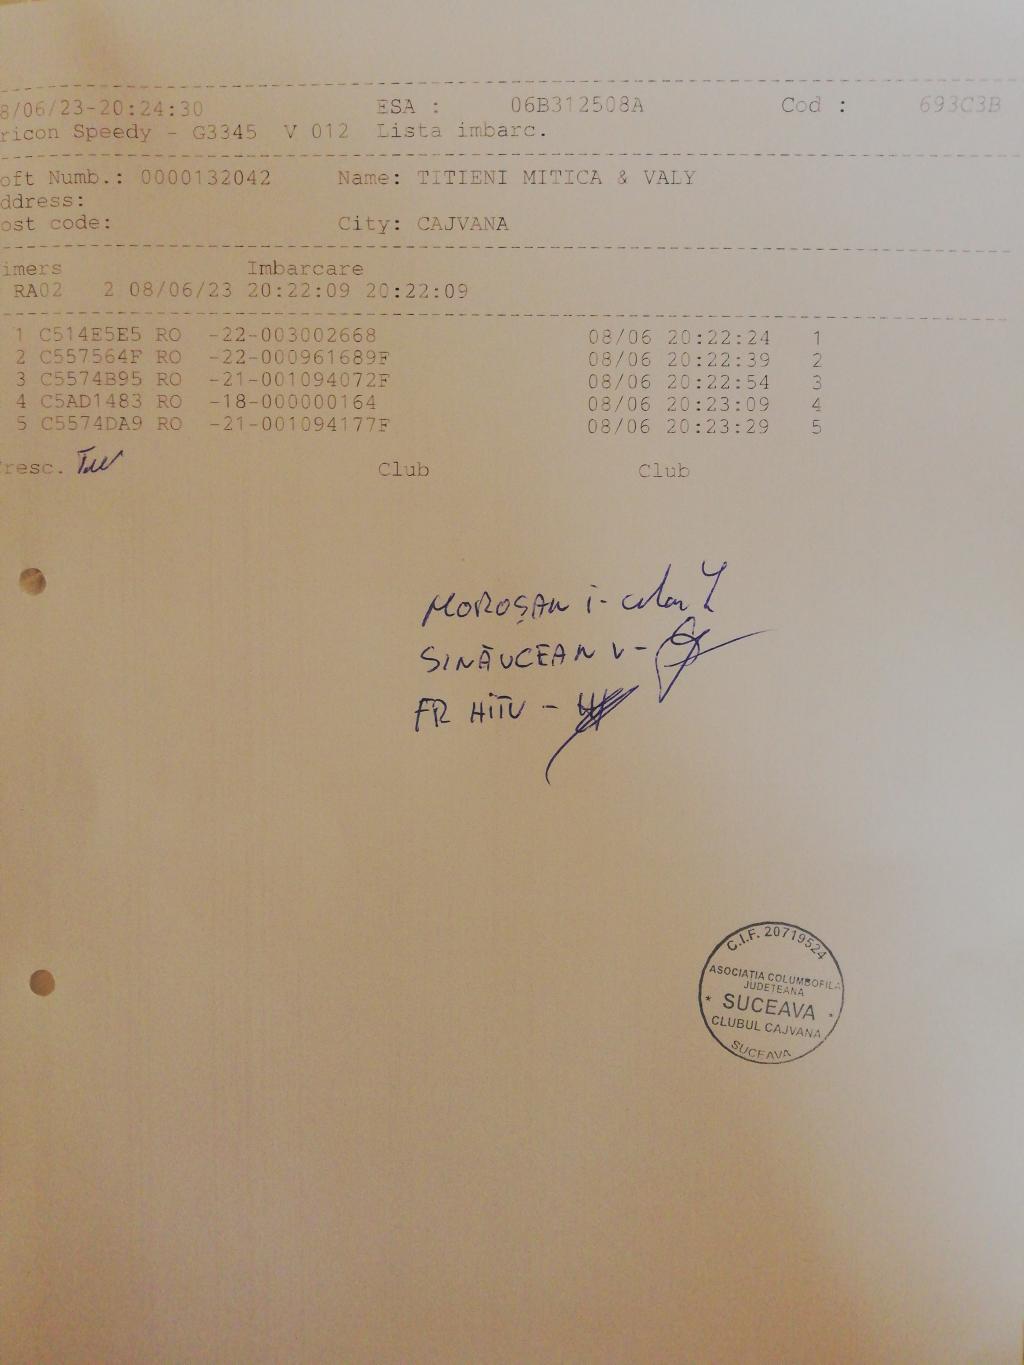 8/06/23-20:24:30 ESA : 06B312508A Cod : 693C3B
ricon Speedy - G3345 V 012 Lista imbarc.
oft Numb.: 0000132042 Name: TITIENI MITICA & VALY
ddress:
ost code: City: CAJVANA
imers Imbarcare
RA02 2 08/06/23 20:22:09 20:22:09
1 C514E5E5 RO -22-003002668 08/06 20:22:24 1
2 C557564F RO -22-000961689F 08/06 20:22:39 2
3 C5574B95 RO -21-001094072F 08/06 20:22:54 3
4 C5AD1483 RO -18-000000164 08/06 20:23:09 4
5 C5574DA9 RO -21-001094177F 08/06 20:23:29 5
resc. Club Club
MOROȘAN I-
SINĂUCEAN V-
FR HÎTU -
C.I.F. 20719524
ASOCIATIA COLUMBOFILA
JUDETEANA
* SUCEAVA *
CLUBUL CAJVANA
SUCEAVA